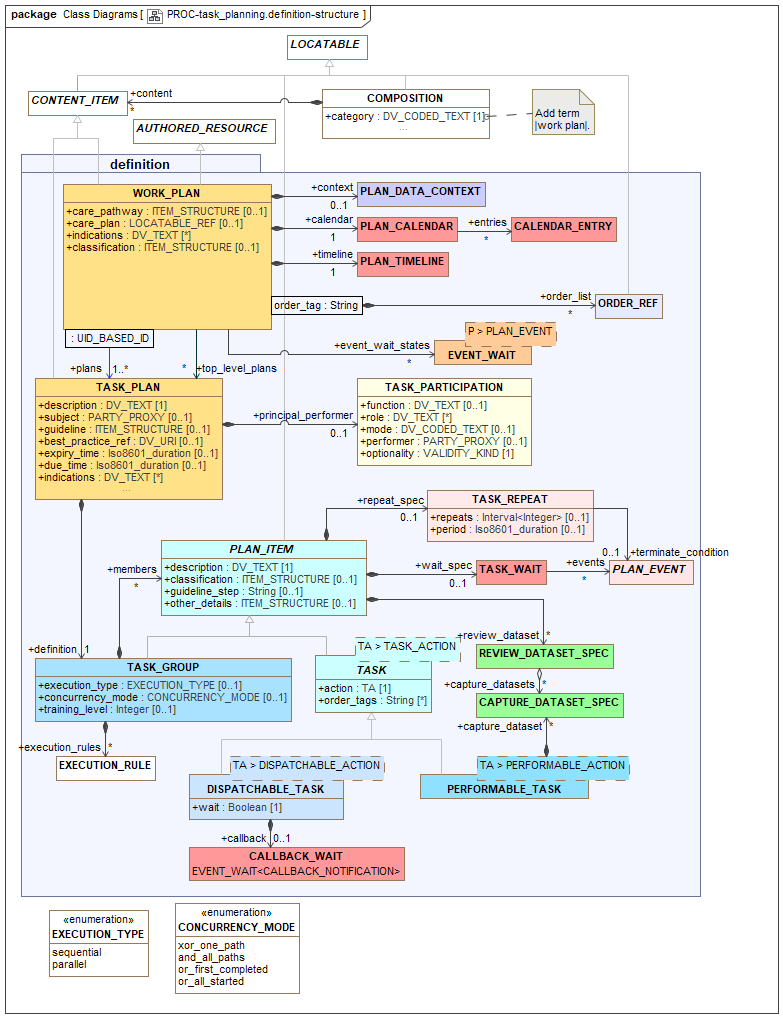 package Class Diagrams [ PROC-task_planning.definition-structure ]
LOCATABLE
CONTENT_ITEM
+content
*
COMPOSITION
+category : DV_CODED_TEXT [1]
...
Add term
|work plan|.
AUTHORED_RESOURCE
definition
WORK_PLAN
+care_pathway : ITEM_STRUCTURE [0..1]
+care_plan : LOCATABLE_REF [0..1]
+indications : DV_TEXT [*]
+classification : ITEM_STRUCTURE [0..1]
+context
0..1
PLAN_DATA_CONTEXT
+calendar
1
PLAN_CALENDAR
+entries
*
CALENDAR_ENTRY
+timeline
1
PLAN_TIMELINE
order_tag : String
+order_list
*
ORDER_REF
: UID_BASED_ID
P > PLAN_EVENT
+event_wait_states
*
EVENT_WAIT
+plans
1..*
*
+top_level_plans
TASK_PLAN
+description : DV_TEXT [1]
+subject : PARTY_PROXY [0..1]
+guideline : ITEM_STRUCTURE [0..1]
+best_practice_ref : DV_URI [0..1]
+expiry_time : Iso8601_duration [0..1]
+due_time : Iso8601_duration [0..1]
+indications : DV_TEXT [*]
...
+principal_performer
0..1
TASK_PARTICIPATION
+function : DV_TEXT [0..1]
+role : DV_TEXT [*]
+mode : DV_CODED_TEXT [0..1]
+performer : PARTY_PROXY [0..1]
+optionality : VALIDITY_KIND [1]
+repeat_spec
0..1
TASK_REPEAT
+repeats : Interval<Integer> [0..1]
+period : Iso8601_duration [0..1]
0..1
+terminate_condition
PLAN_ITEM
+description : DV_TEXT [1]
+classification : ITEM_STRUCTURE [0..1]
+guideline_step : String [0..1]
+other_details : ITEM_STRUCTURE [0..1]
+members
*
+wait_spec
0..1
TASK_WAIT
+events
*
PLAN_EVENT
+definition
1
+review_dataset
*
REVIEW_DATASET_SPEC
TASK_GROUP
+execution_type : EXECUTION_TYPE [0..1]
+concurrency_mode : CONCURRENCY_MODE [0..1]
+training_level : Integer [0..1]
TA > TASK_ACTION
TASK
+action : TA [1]
+order_tags : String [*]
+capture_datasets
*
CAPTURE_DATASET_SPEC
+capture_dataset
*
+execution_rules
*
EXECUTION_RULE
TA > DISPATCHABLE_ACTION
DISPATCHABLE_TASK
+wait : Boolean [1]
TA > PERFORMABLE_ACTION
PERFORMABLE_TASK
+callback
0..1
CALLBACK_WAIT
EVENT_WAIT<CALLBACK_NOTIFICATION>
«enumeration»
EXECUTION_TYPE
sequential
parallel
«enumeration»
CONCURRENCY_MODE
xor_one_path
and_all_paths
or_first_completed
or_all_started